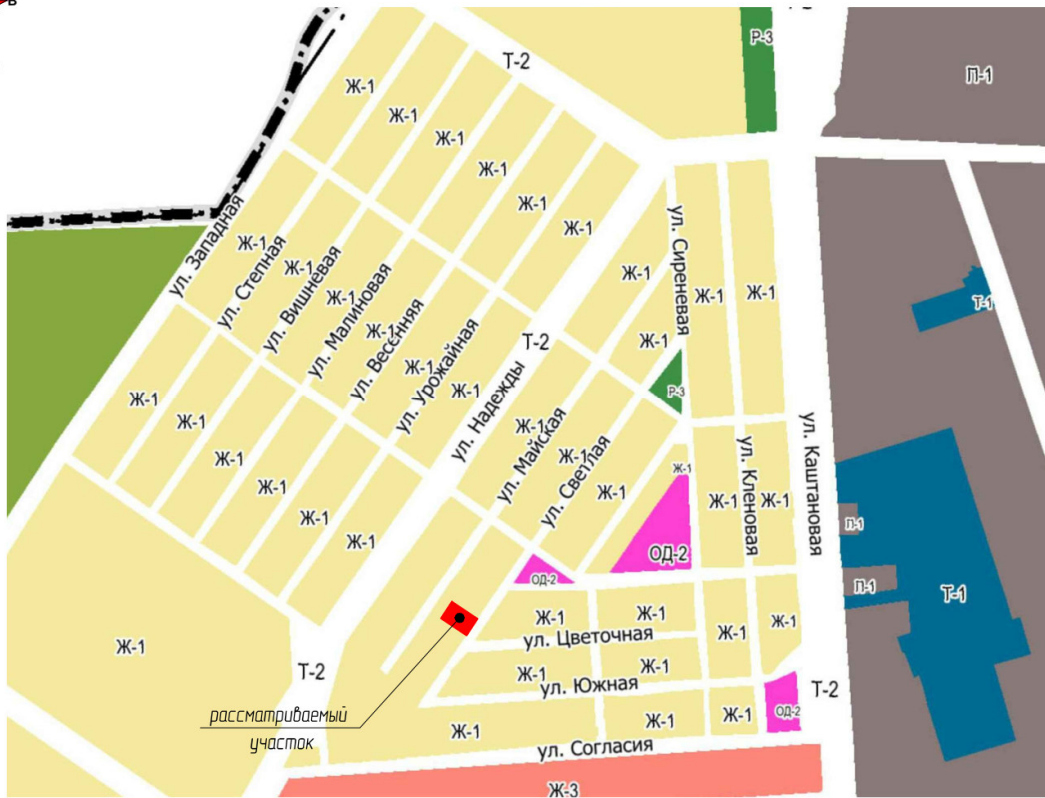 в
Р-3
Т-2
П-1
Ж-1
Ж-1
Ж-1
Ж-1
Ж-1
Ж-1
ул. Западная
ул. Степная
ул. Вишневая
ул. Малиновая
ул. Весенняя
ул. Урожайная
ул. Надежды
ул. Майская
ул. Светлая
ул. Сиреневая
ул. Кленовая
ул. Каштановая
Ж-1
Ж-1
Ж-1
Ж-1
Ж-1
Ж-1
Т-2
Ж-1
Ж-1
Ж-1
Ж-1
Т-1
Р-3
Ж-1
Ж-1
Ж-1
Ж-1
Ж-1
Ж-1
Ж-1
Ж-1
Ж-1
Ж-1
Ж-1
Ж-1
П-1
ОД-2
ОД-2
П-1
Т-1
Ж-1
Ж-1
Ж-1
Ж-1
ул. Цветочная
Ж-1
Ж-1
Ж-1
ул. Южная
Т-2
Т-2
рассматриваемый
участок
Ж-1
Ж-1
Ж-1
ОД-2
ул. Согласия
Ж-3